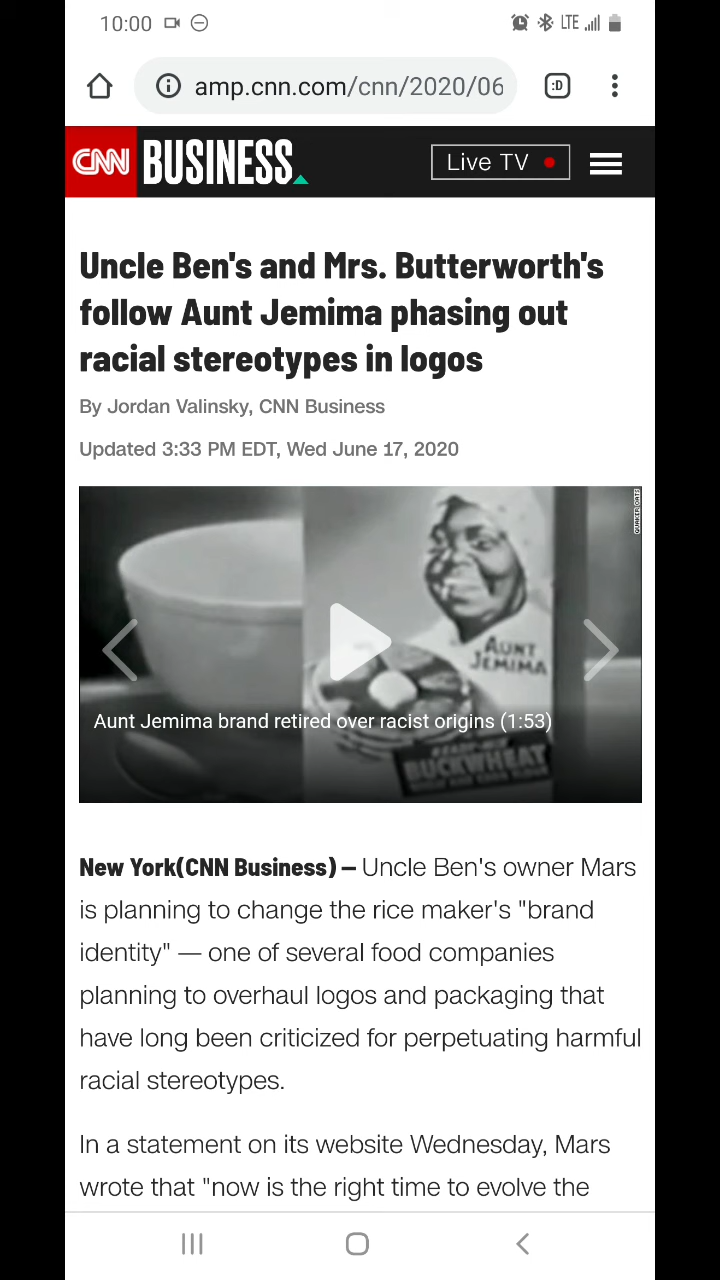 10:00
LTE
:D
amp.cnn.com/cnn/2020/06
CNN BUSINESS
Live TV
Uncle Ben's and Mrs. Butterworth's
follow Aunt Jemima phasing out
racial stereotypes in logos
By Jordan Valinsky, CNN Business
Updated 3:33 PM EDT, Wed June 17, 2020
QUAKER OATS
AUNT
JEMIMA
Aunt Jemima brand retired over racist origins (1:53)
BUCKWHEAT
New York(CNN Business) — Uncle Ben's owner Mars
is planning to change the rice maker's "brand
identity" — one of several food companies
planning to overhaul logos and packaging that
have long been criticized for perpetuating harmful
racial stereotypes.
In a statement on its website Wednesday, Mars
wrote that "now is the right time to evolve the